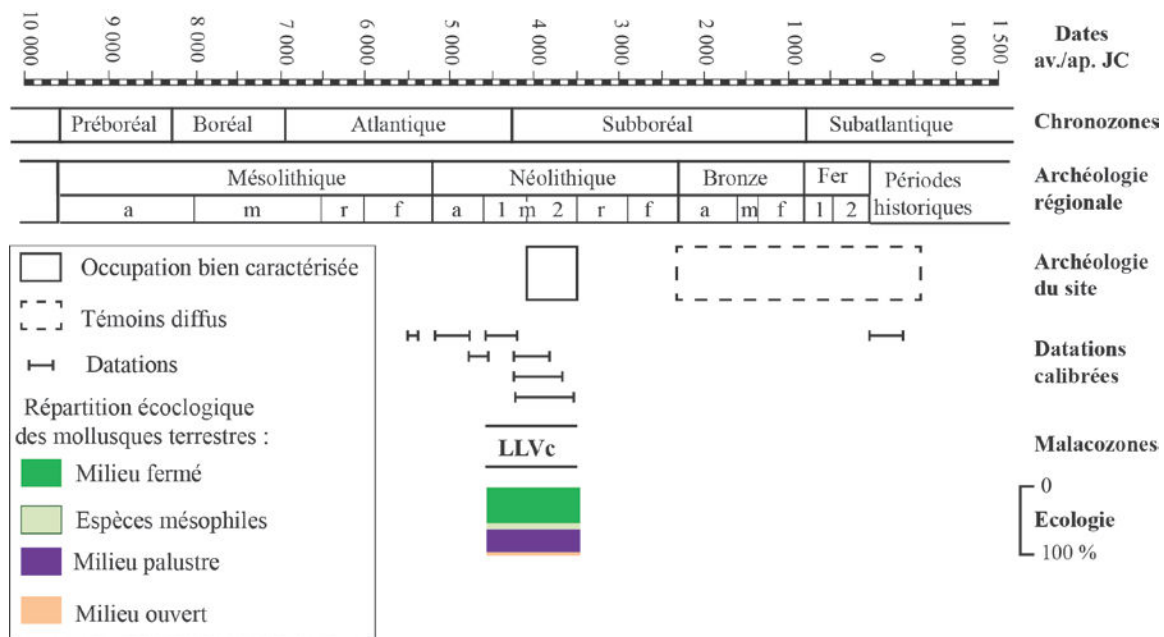 10 000 9 000 8 000 7 000 6 000 5 000 4 000 3 000 2 000 1 000 0 1 000 1 500
Dates
av./ap. JC
Préboréal Boréal Atlantique Subboréal Subatlantique Chronozones
Mésolithique Néolithique Bronze Fer Périodes historiques
a m r f a 1 m 2 r f a m f 1 2
Archéologie
régionale
Archéologie
du site
Datations
calibrées
LLVc Malacozones
0
Ecologie
100 %
Occupation bien caractérisée
Témoins diffus
Datations
Répartition écoclogique
des mollusques terrestres :
Milieu fermé
Espèces mésophiles
Milieu palustre
Milieu ouvert